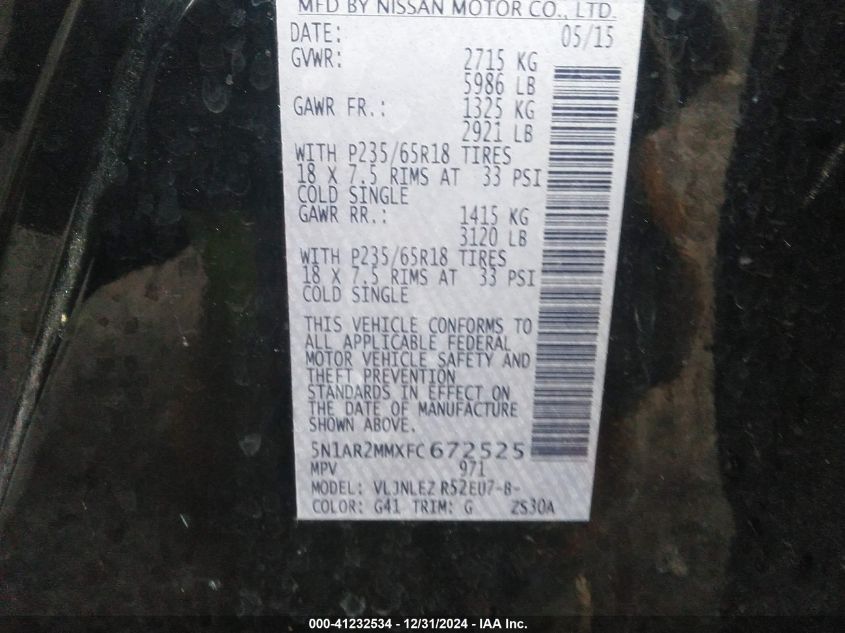 MFD BY NISSAN MOTOR CO., LTD.
DATE: 05/15
GVWR: 2715 KG
5986 LB
GAWR FR.: 1325 KG
2921 LB
WITH P235/65R18 TIRES
18 X 7.5 RIMS AT 33 PSI
COLD SINGLE
GAWR RR.: 1415 KG
3120 LB
WITH P235/65R18 TIRES
18 X 7.5 RIMS AT 33 PSI
COLD SINGLE
THIS VEHICLE CONFORMS TO
ALL APPLICABLE FEDERAL
MOTOR VEHICLE SAFETY AND
THEFT PREVENTION
STANDARDS IN EFFECT ON
THE DATE OF MANUFACTURE
SHOWN ABOVE.
5N1AR2MMXFC672525
MPV 971
MODEL: VLJNLEZ R52EU7-B-
COLOR: G41 TRIM: G ZS30A
000-41232534 - 12/31/2024 - IAA Inc.